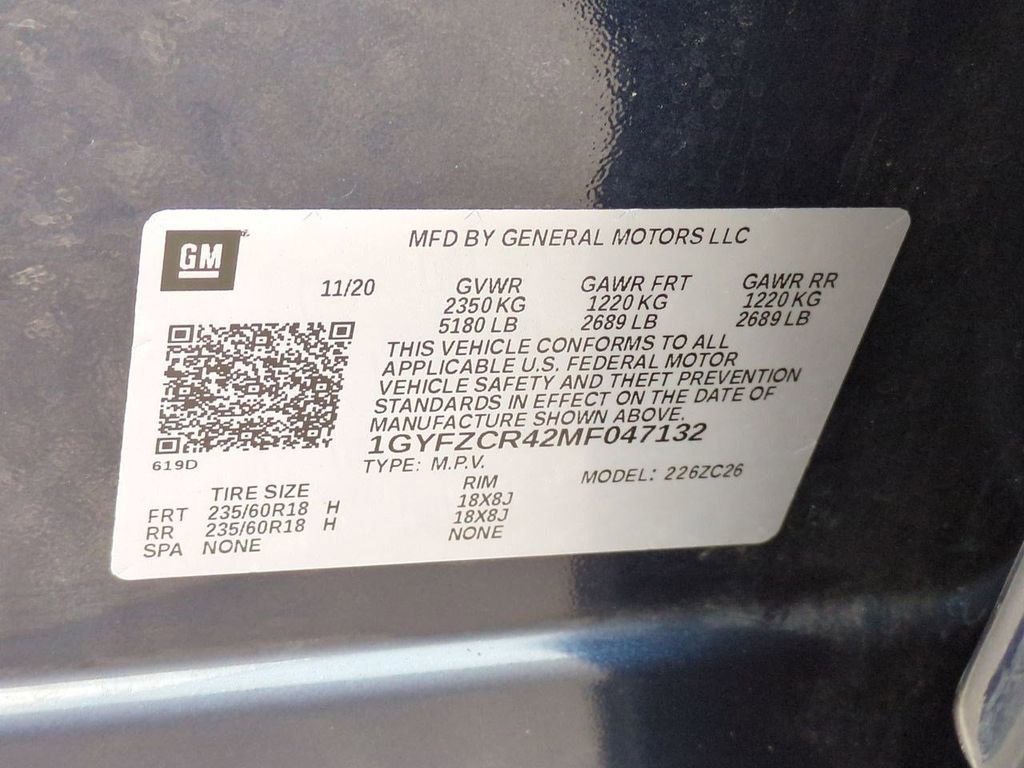 GM
MFD BY GENERAL MOTORS LLC
11/20 GVWR GAWR FRT GAWR RR
2350 KG 1220 KG 1220 KG
5180 LB 2689 LB 2689 LB
THIS VEHICLE CONFORMS TO ALL
APPLICABLE U.S. FEDERAL MOTOR
VEHICLE SAFETY AND THEFT PREVENTION
STANDARDS IN EFFECT ON THE DATE OF
MANUFACTURE SHOWN ABOVE.
1GYFZCR42MF047132
619D
TYPE: M.P.V. MODEL: 226ZC26
TIRE SIZE RIM
FRT 235/60R18 H 18X8J
RR 235/60R18 H 18X8J
SPA NONE NONE